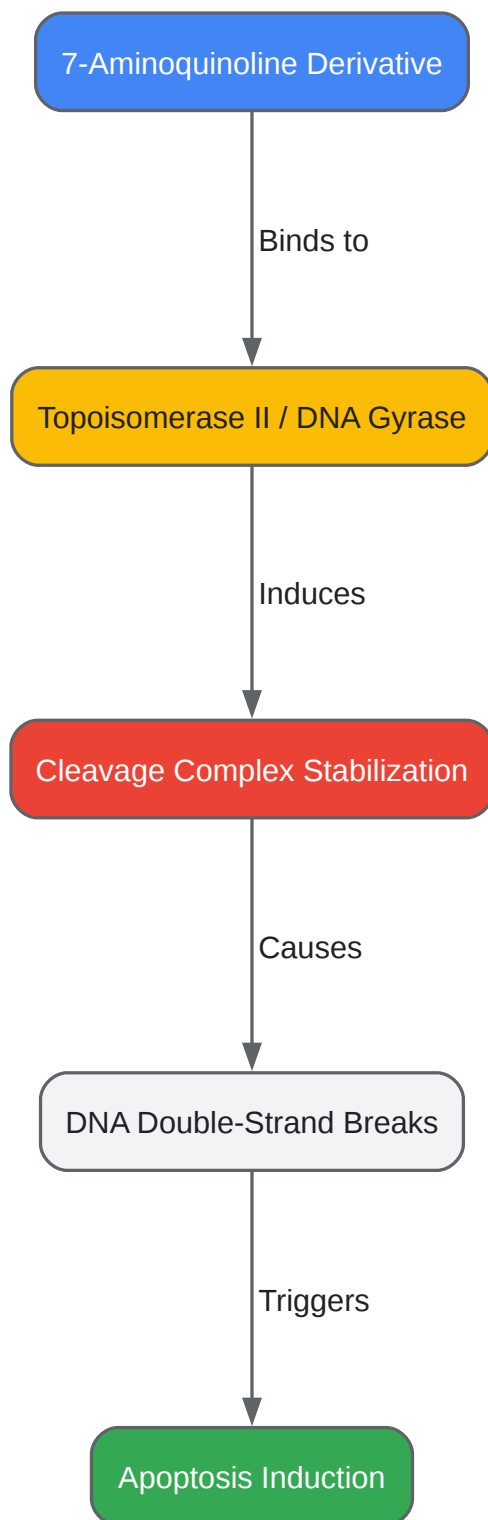 7-Aminoquinoline Derivative
Binds to
Topoisomerase II / DNA Gyrase
Induces
Cleavage Complex Stabilization
Causes
DNA Double-Strand Breaks
Triggers
Apoptosis Induction